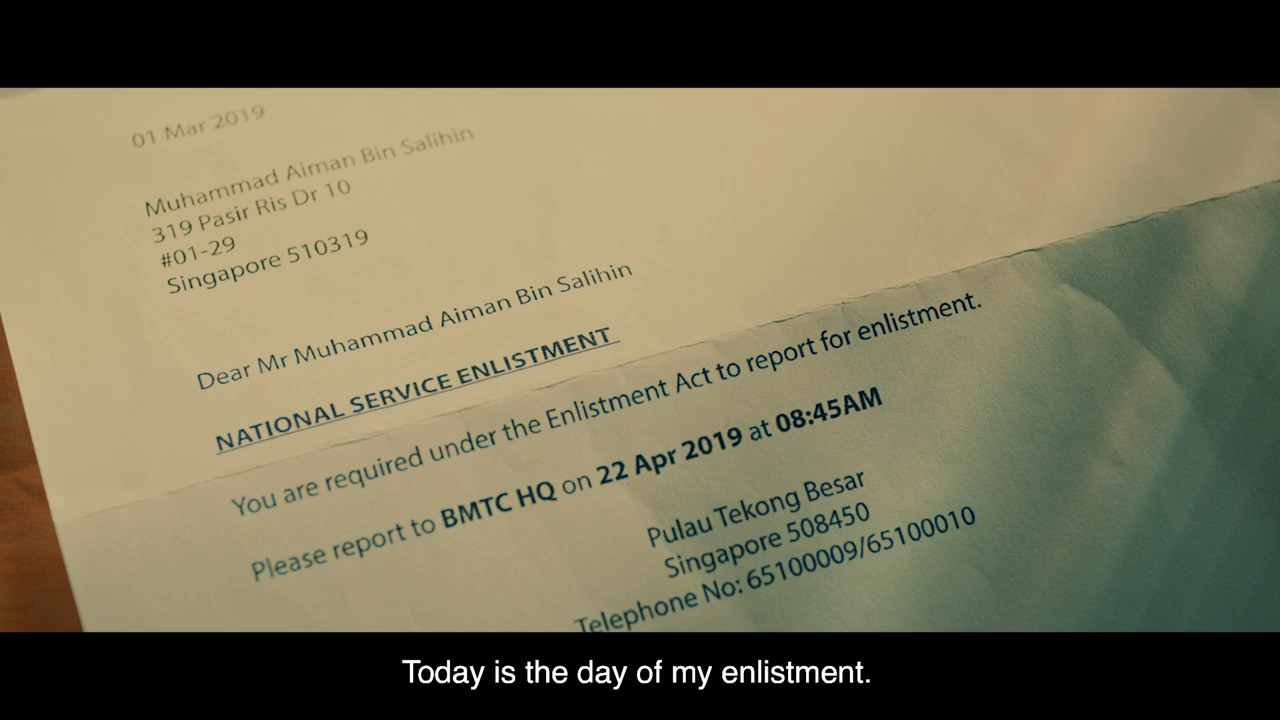 01 Mar 2019
Muhammad Aiman Bin Salihin
319 Pasir Ris Dr 10
#01-29
Singapore 510319
Dear Mr Muhammad Aiman Bin Salihin
NATIONAL SERVICE ENLISTMENT
You are required under the Enlistment Act to report for enlistment.
Please report to BMTC HQ on 22 Apr 2019 at 08:45AM
Pulau Tekong Besar
Singapore 508450
Telephone No: 65100009/65100010
Today is the day of my enlistment.